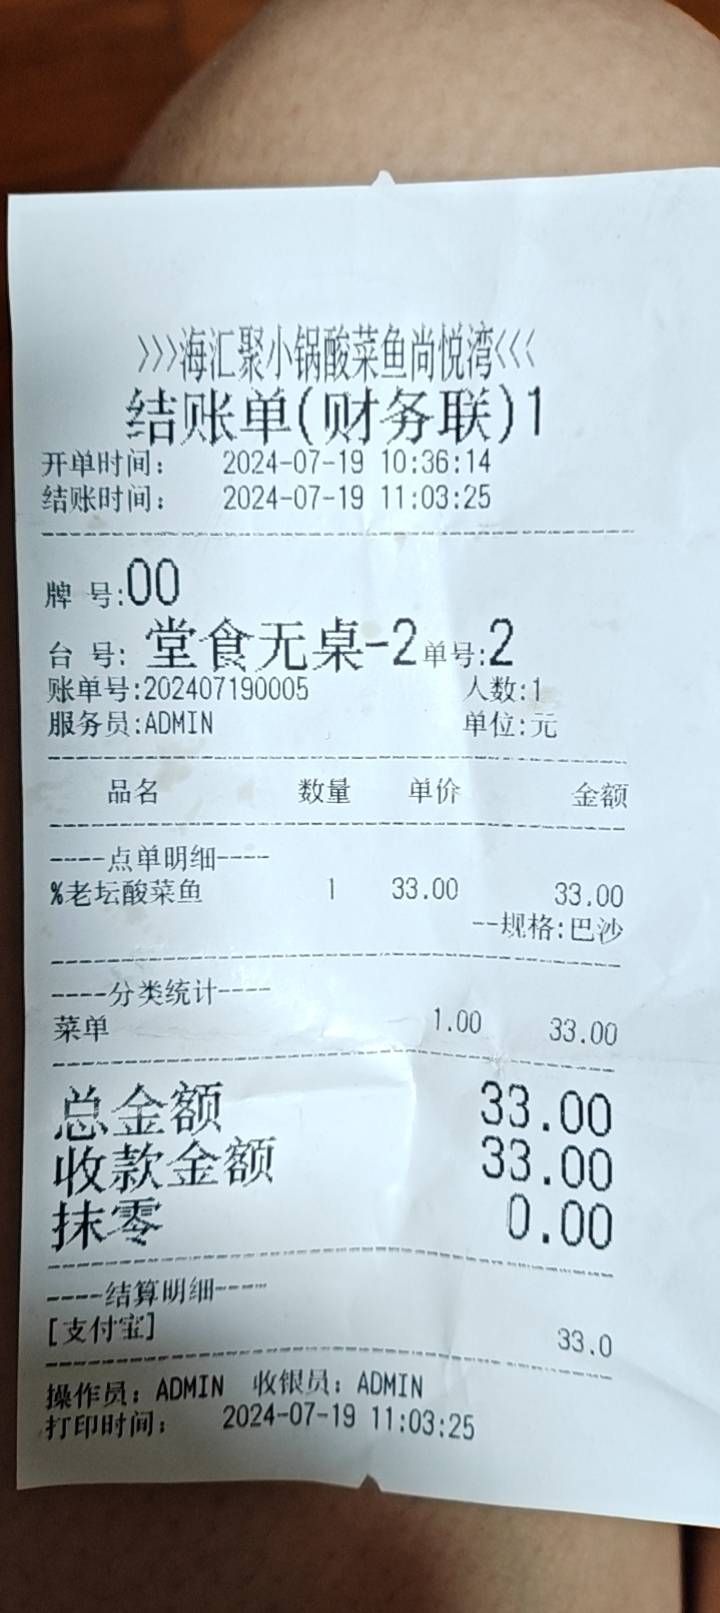 >>>海汇聚小锅酸菜鱼尚悦湾<<<
结账单(财务联)1
开单时间: 2024-07-19 10:36:14
结账时间: 2024-07-19 11:03:25
牌 号:00
台 号: 堂食无桌-2 单号:2
账单号:202407190005 人数:1
服务员:ADMIN 单位:元
品名 数量 单价 金额
----点单明细----
%老坛酸菜鱼 1 33.00 33.00
--规格:巴沙
----分类统计----
菜单 1.00 33.00
总金额 33.00
收款金额 33.00
抹零 0.00
----结算明细----
[支付宝] 33.0
操作员: ADMIN 收银员: ADMIN
打印时间: 2024-07-19 11:03:25